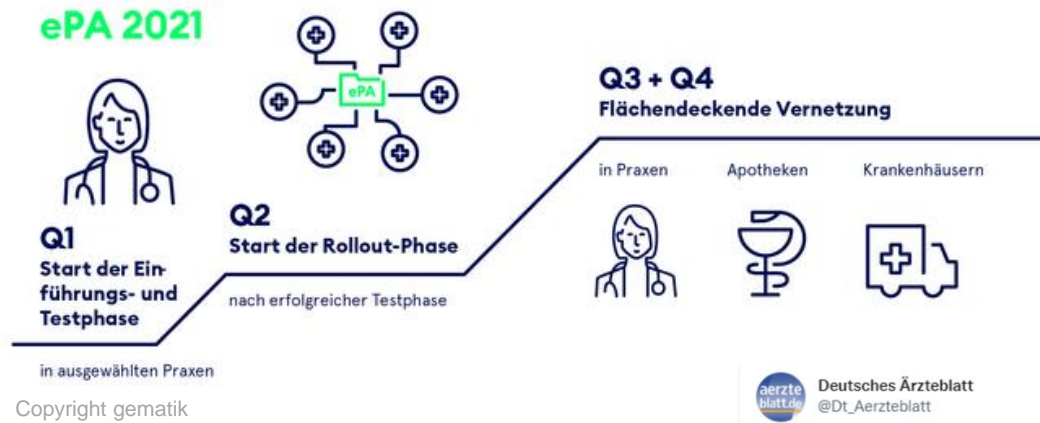 ePA 2021
ePA
Q1
Start der Ein-
führungs- und
Testphase
in ausgewählten Praxen
Q2
Start der Rollout-Phase
nach erfolgreicher Testphase
Q3 + Q4
Flächendeckende Vernetzung
in Praxen
Apotheken
Krankenhäusern
Copyright gematik
aerzte
blatt.de
Deutsches Ärzteblatt
@Dt_Aerzteblatt